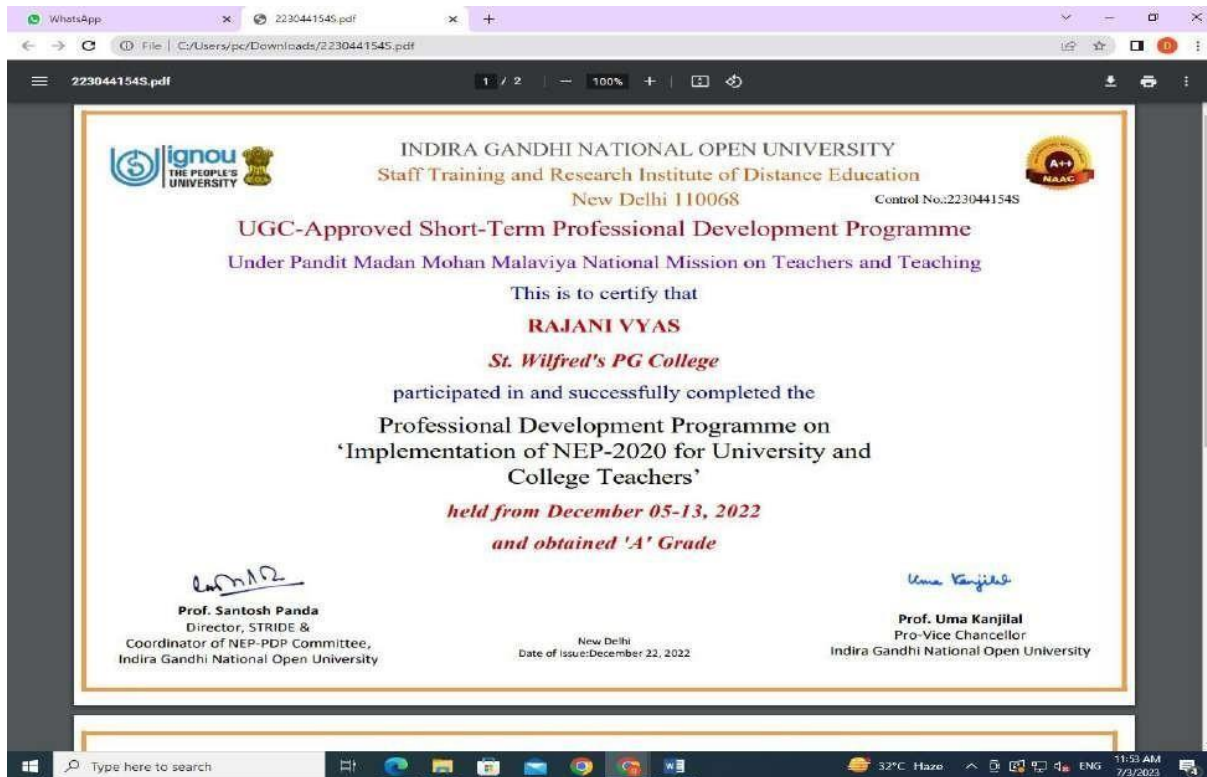 WhatsApp
223044154S.pdf
File | C:/Users/pc/Downloads/223044154S.pdf
D
223044154S.pdf
1 / 2
100%
ignou
THE PEOPLE'S
UNIVERSITY
INDIRA GANDHI NATIONAL OPEN UNIVERSITY
Staff Training and Research Institute of Distance Education
New Delhi 110068
A++
NAAC
Control No.:223044154S
UGC-Approved Short-Term Professional Development Programme
Under Pandit Madan Mohan Malaviya National Mission on Teachers and Teaching
This is to certify that
RAJANI VYAS
St. Wilfred's PG College
participated in and successfully completed the
Professional Development Programme on
‘Implementation of NEP-2020 for University and
College Teachers’
held from December 05-13, 2022
and obtained 'A' Grade
Prof. Santosh Panda
Director, STRIDE &
Coordinator of NEP-PDP Committee,
Indira Gandhi National Open University
New Delhi
Date of Issue:December 22, 2022
Uma Kanjilal
Prof. Uma Kanjilal
Pro-Vice Chancellor
Indira Gandhi National Open University
Type here to search
32°C Haze
ENG
11:53 AM
7/3/2023